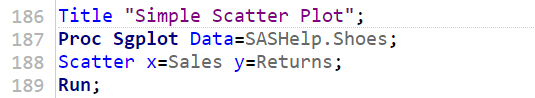 186 Title "Simple Scatter Plot";
187 Proc Sgplot Data=SASHelp.Shoes;
188 Scatter x=Sales y=Returns;
189 Run;